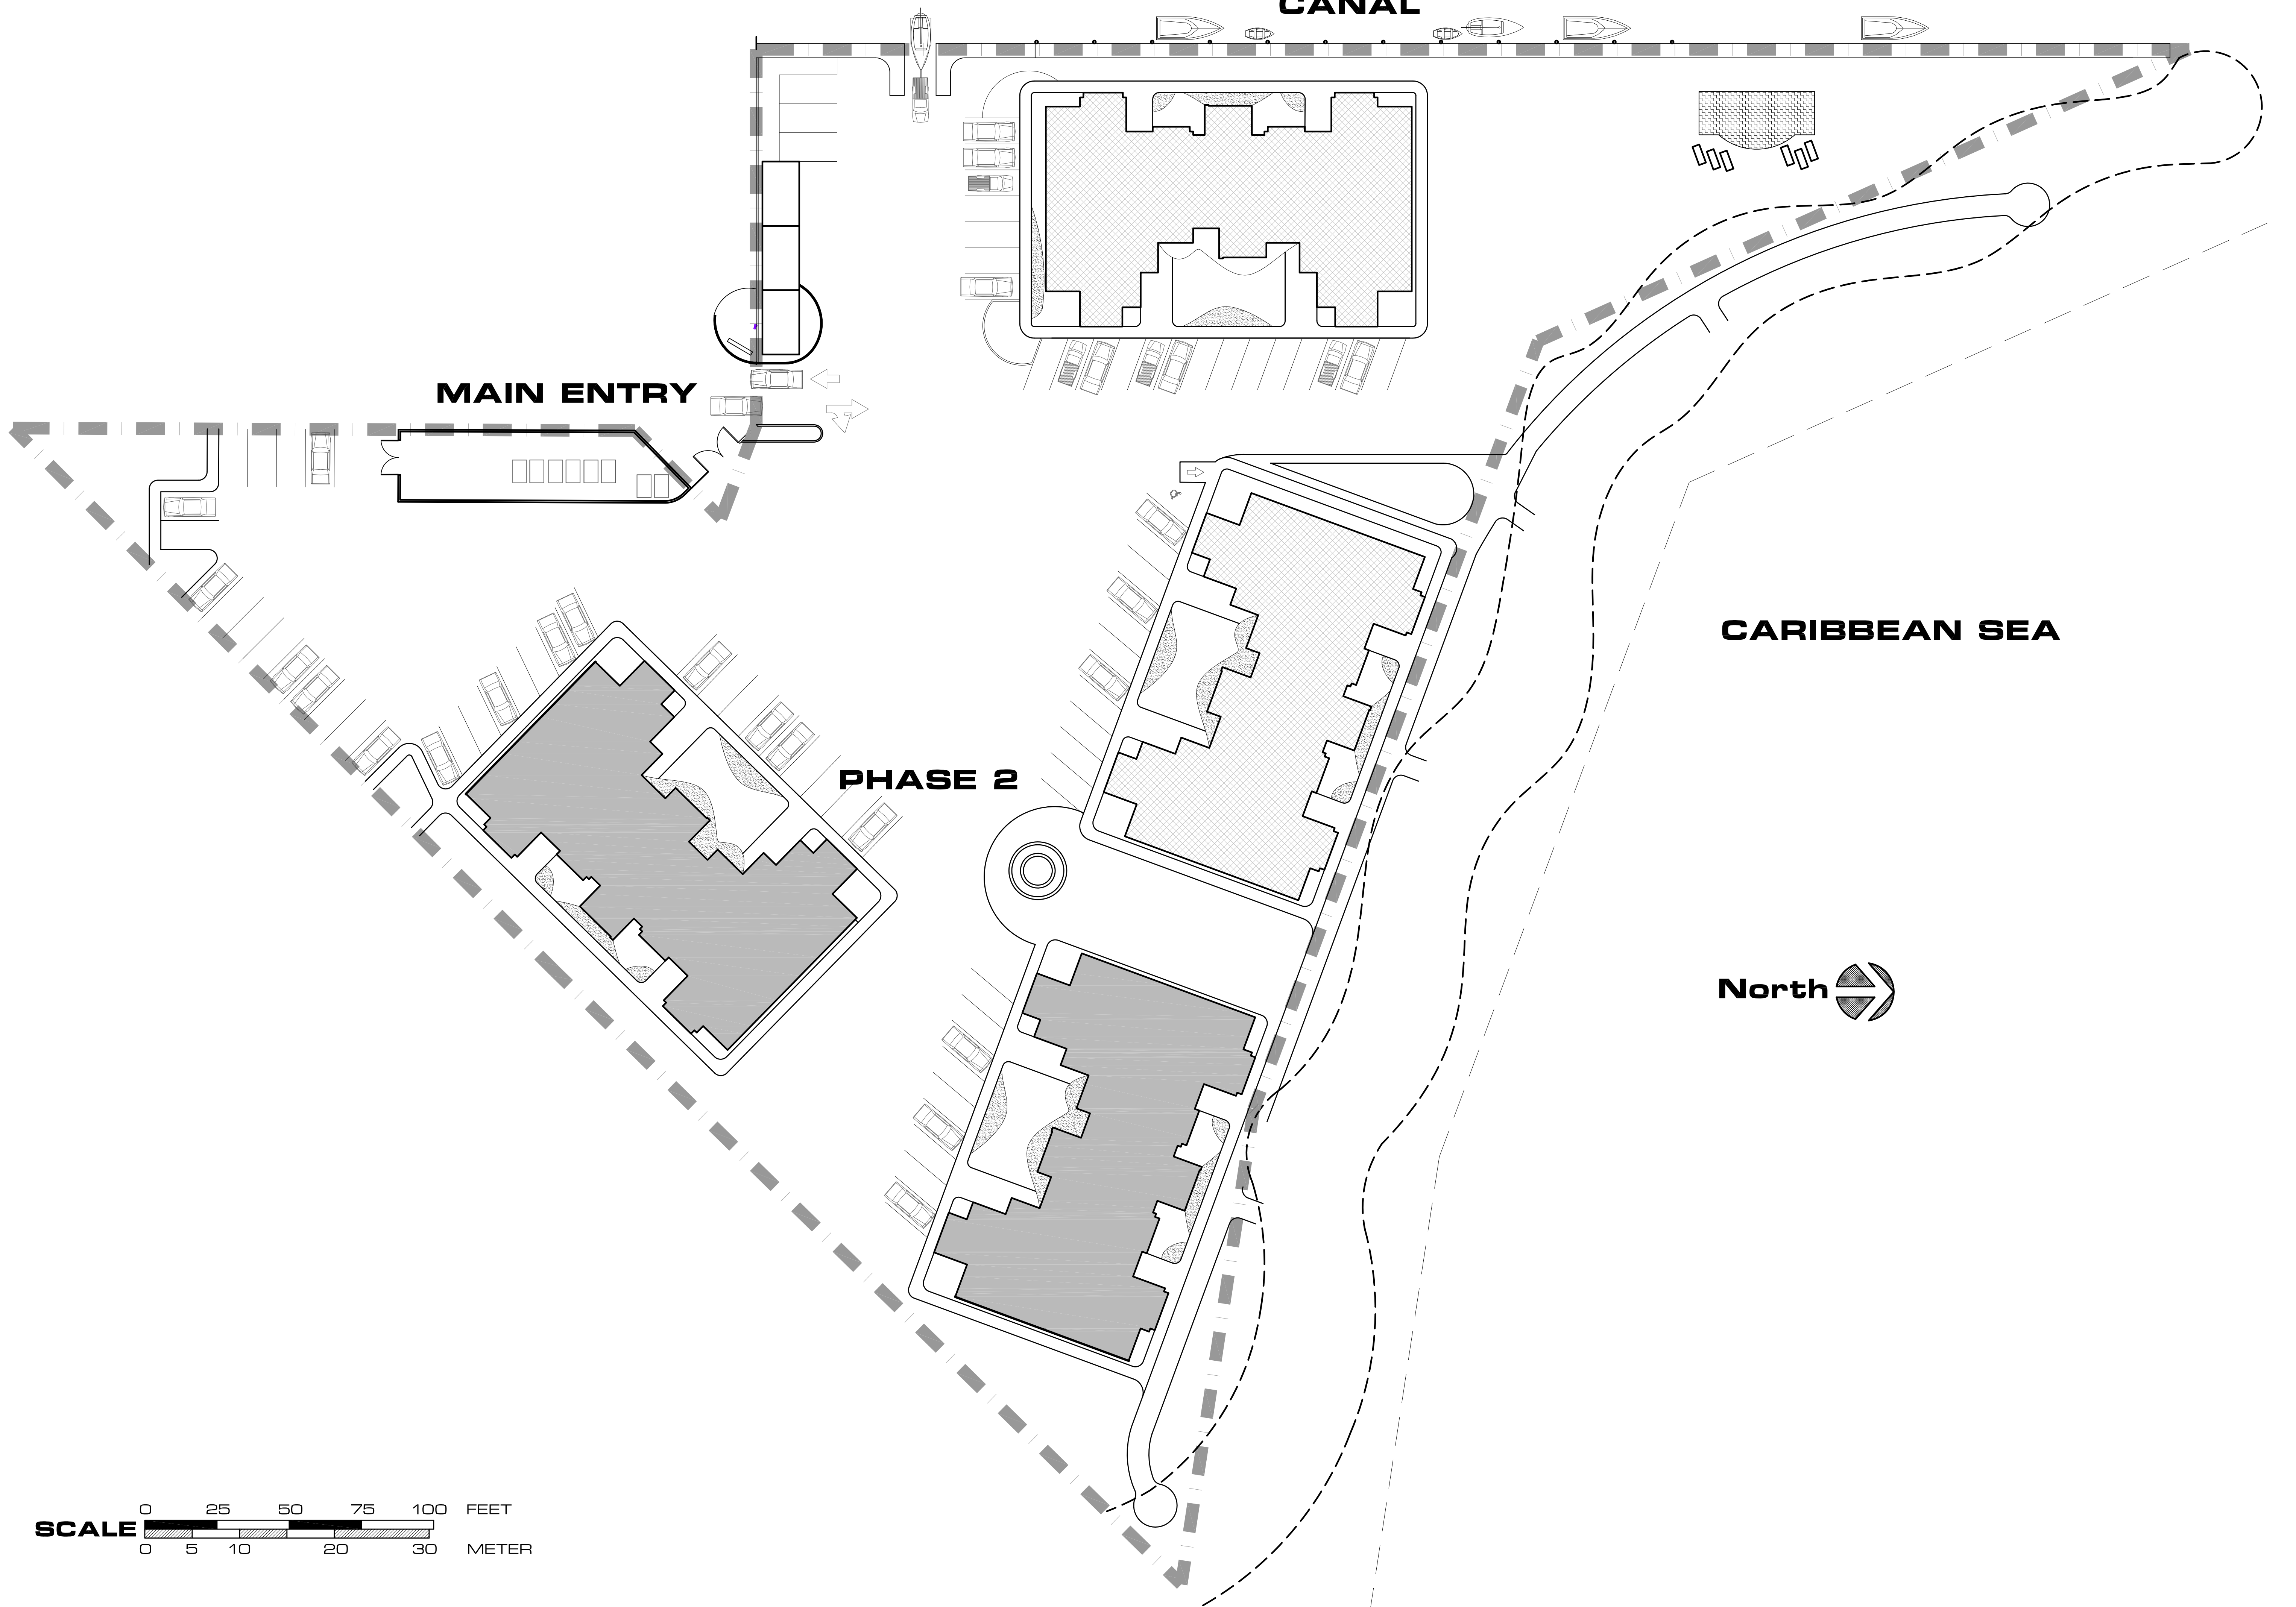 CANAL
MAIN ENTRY
CARIBBEAN SEA
PHASE 2
North
0 25 50 75 100 FEET
SCALE
0 5 10 20 30 METER